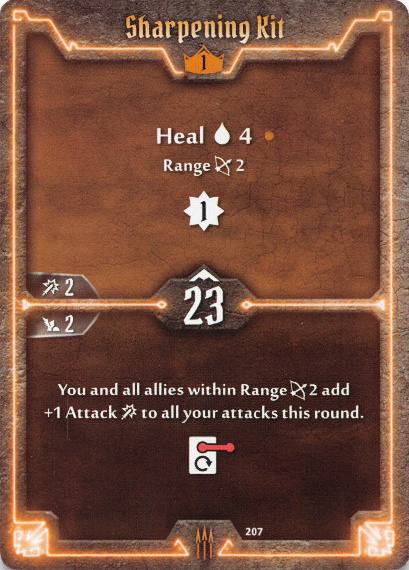 Sharpening Kit
1
Heal 4
Range 2
1
2
23
2
You and all allies within Range 2 add
+1 Attack to all your attacks this round.
207